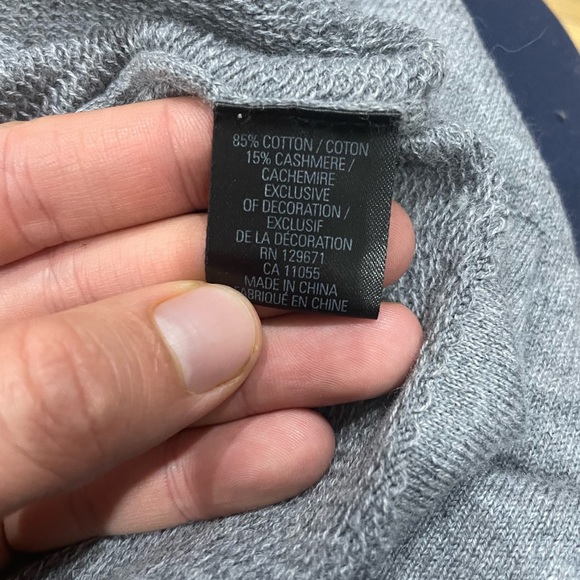 85% COTTON / COTON
15% CASHMERE /
CACHEMIRE
EXCLUSIVE
OF DECORATION /
EXCLUSIF
DE LA DÉCORATION
RN 129671
CA 11055
MADE IN CHINA
FABRIQUÉ EN CHINE